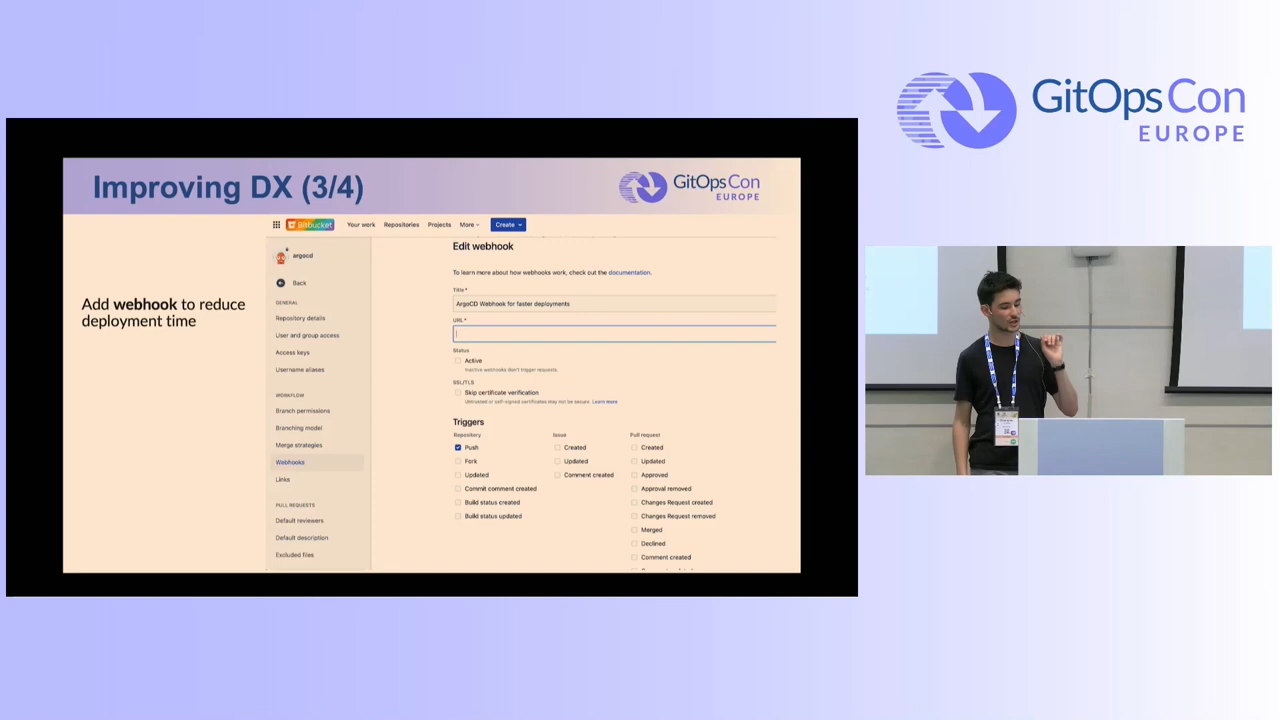 GitOpsCon
EUROPE
Improving DX (3/4)
GitOpsCon
EUROPE
Add webhook to reduce
deployment time
Bitbucket
Your work
Repositories
Projects
More
Create
argocd
Back
GENERAL
Repository details
User and group access
Access keys
Username aliases
WORKFLOW
Branch permissions
Branching model
Merge strategies
Webhooks
Links
PULL REQUESTS
Default reviewers
Default description
Excluded files
Edit webhook
To learn more about how webhooks work, check out the documentation.
Title *
ArgoCD Webhook for faster deployments
URL *
Status
Active
Inactive webhooks don't trigger requests.
SSL/TLS
Skip certificate verification
Untrusted or self-signed certificates may not be secure. Learn more
Triggers
Repository
Push
Fork
Updated
Commit comment created
Build status created
Build status updated
Issue
Created
Updated
Comment created
Pull request
Created
Updated
Approved
Approval removed
Changes Request created
Changes Request removed
Merged
Declined
Comment created